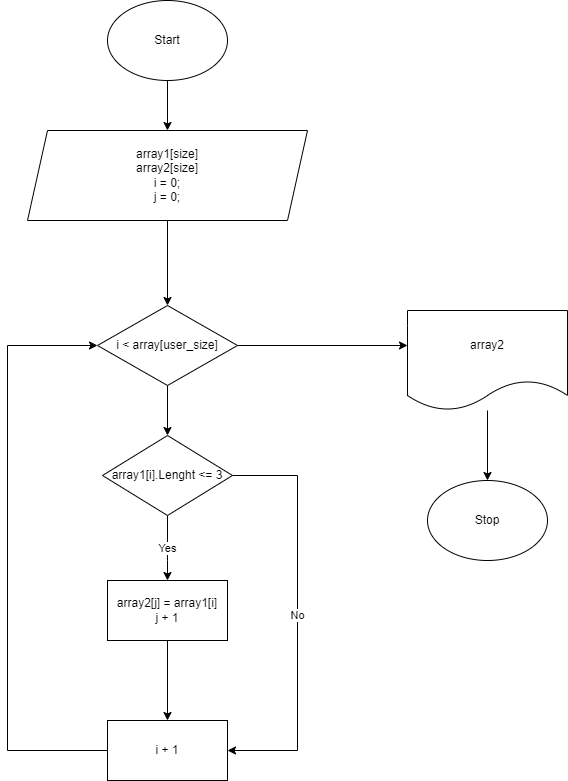 Start
array1[size]
array2[size]
i = 0;
j = 0;
i < array[user_size]
array2
array1[i].Lenght <= 3
Stop
Yes
array2[j] = array1[i]
j + 1
No
i + 1